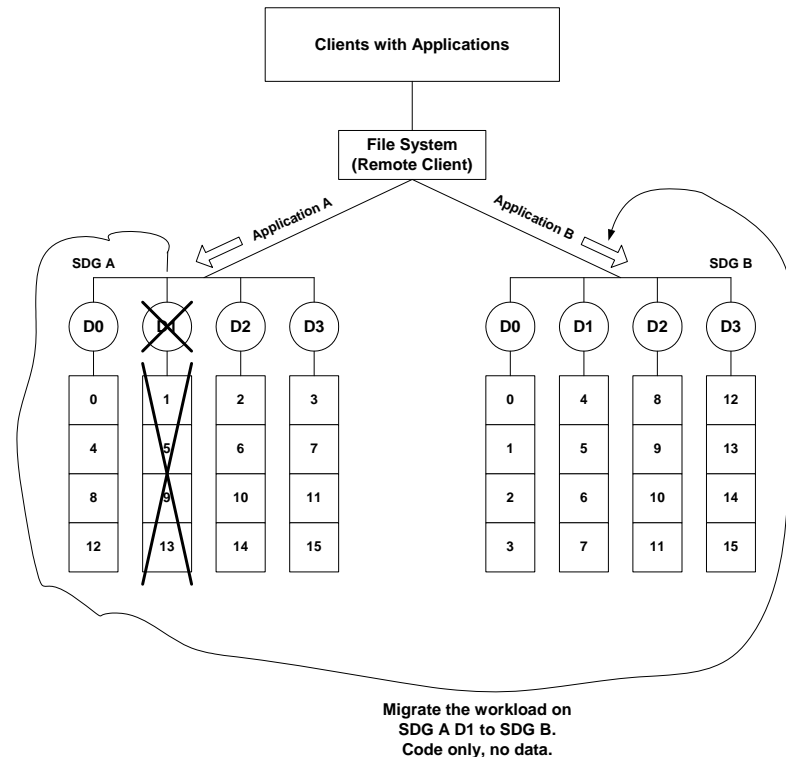 Clients with Applications
File System
(Remote Client)
Application A
Application B
SDG A
SDG B
D0 D1 D2 D3
D0 D1 D2 D3
0 1 2 3
0 4 8 12
4 5 6 7
1 5 9 13
8 9 10 11
2 6 10 14
12 13 14 15
3 7 11 15
Migrate the workload on
SDG A D1 to SDG B.
Code only, no data.